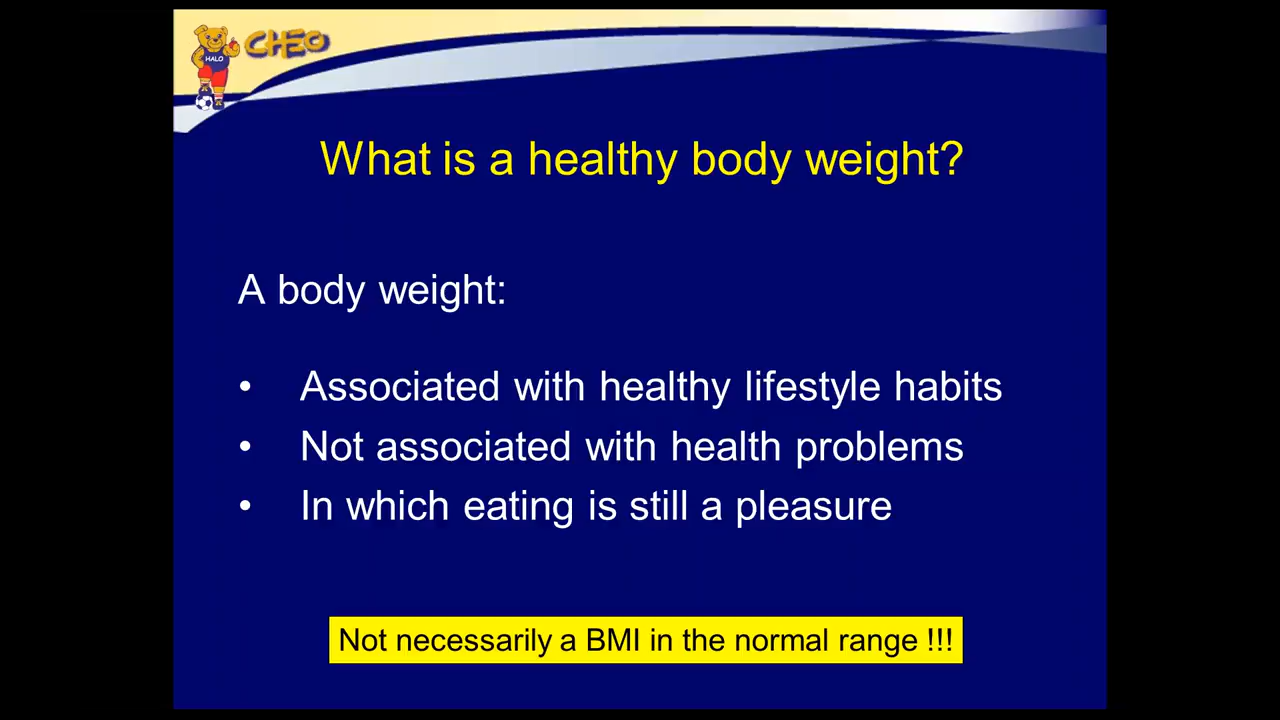 CHEO
HALO
What is a healthy body weight?
A body weight:
• Associated with healthy lifestyle habits
• Not associated with health problems
• In which eating is still a pleasure
Not necessarily a BMI in the normal range !!!